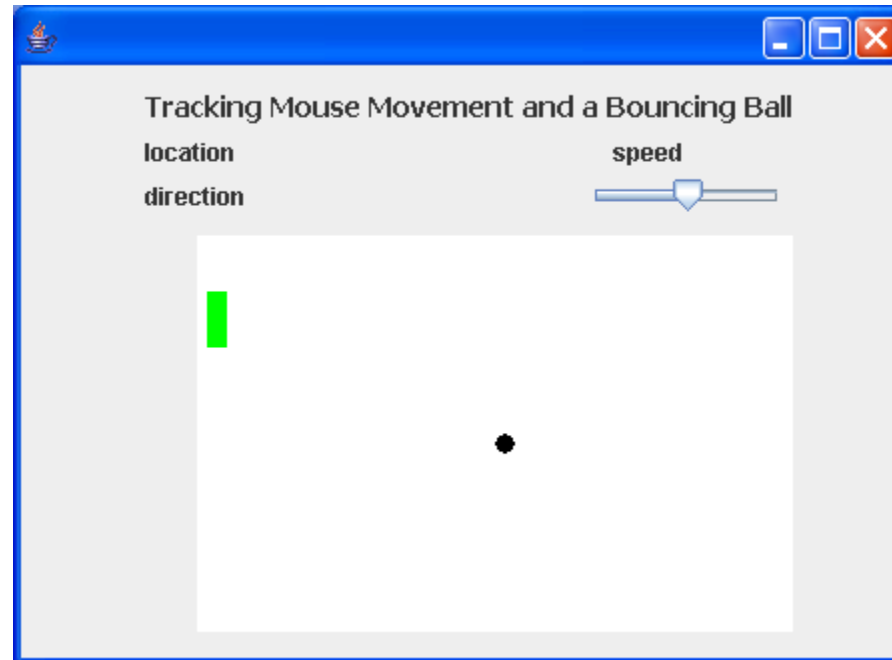 Tracking Mouse Movement and a Bouncing Ball
location speed
direction